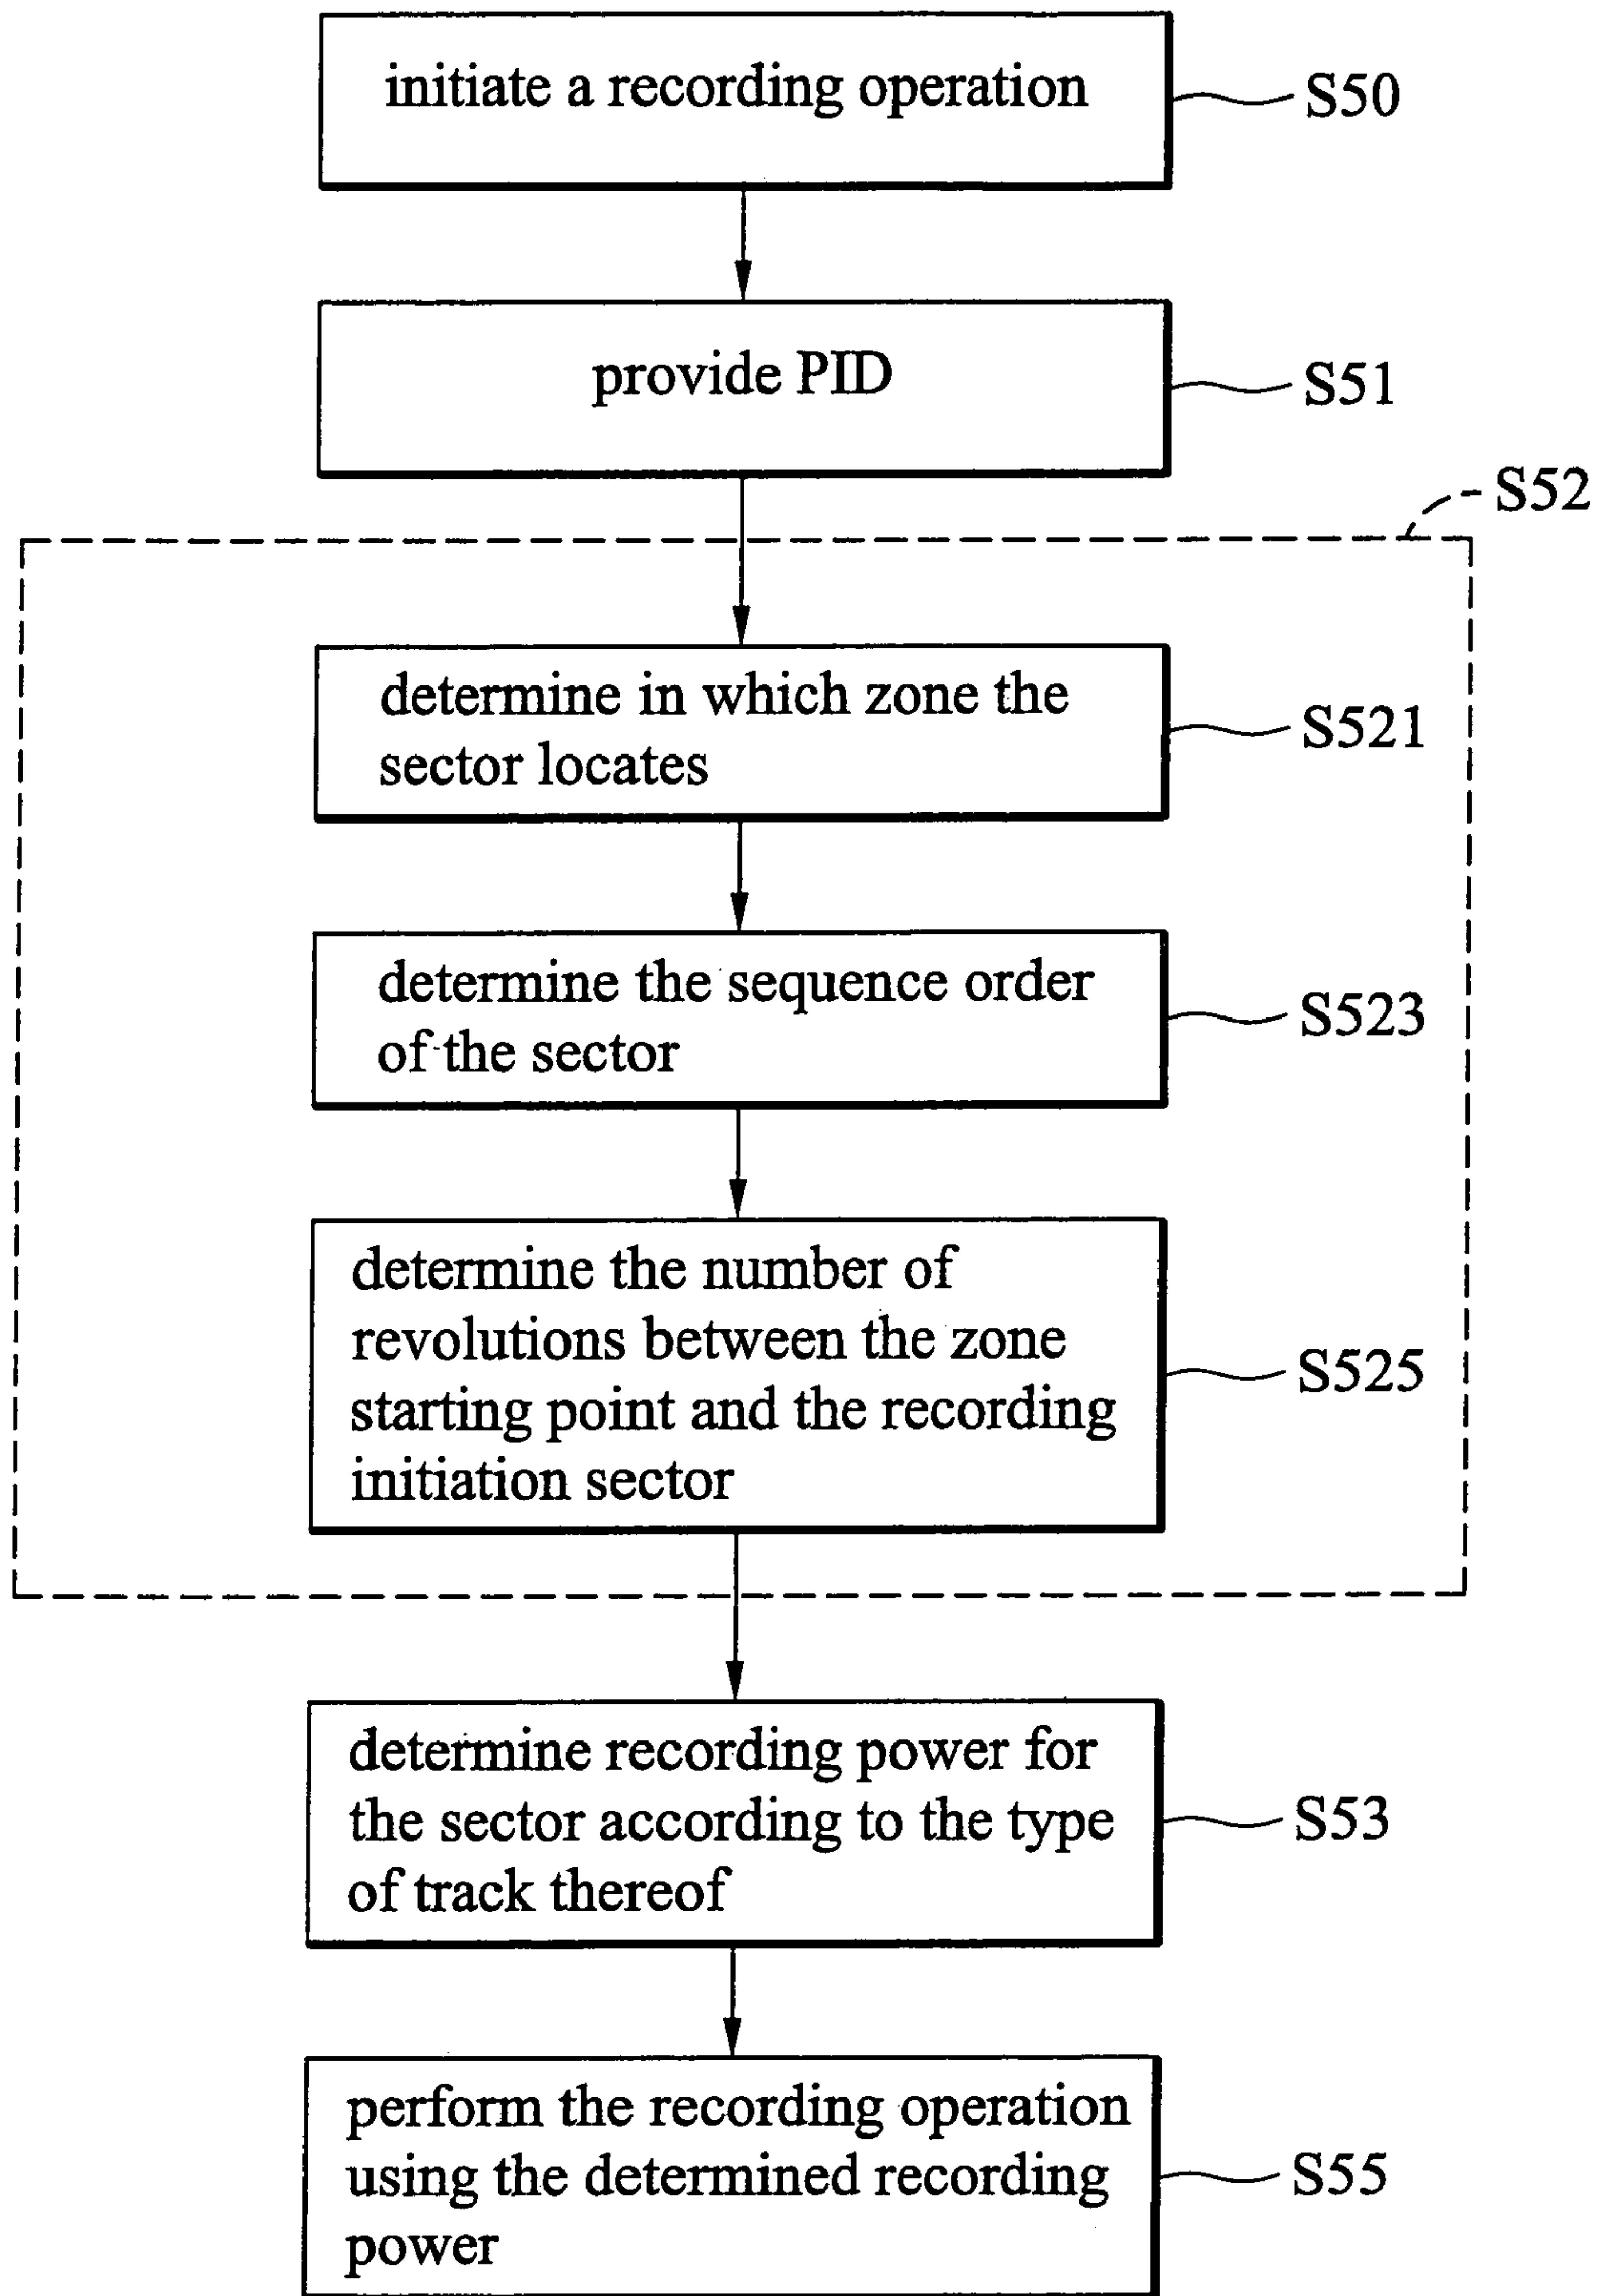 initiate a recording operation
S50
provide PID
S51
S52
determine in which zone the
sector locates
S521
determine the sequence order
of the sector
S523
determine the number of
revolutions between the zone
starting point and the recording
initiation sector
S525
determine recording power for
the sector according to the type
of track thereof
S53
perform the recording operation
using the determined recording
power
S55